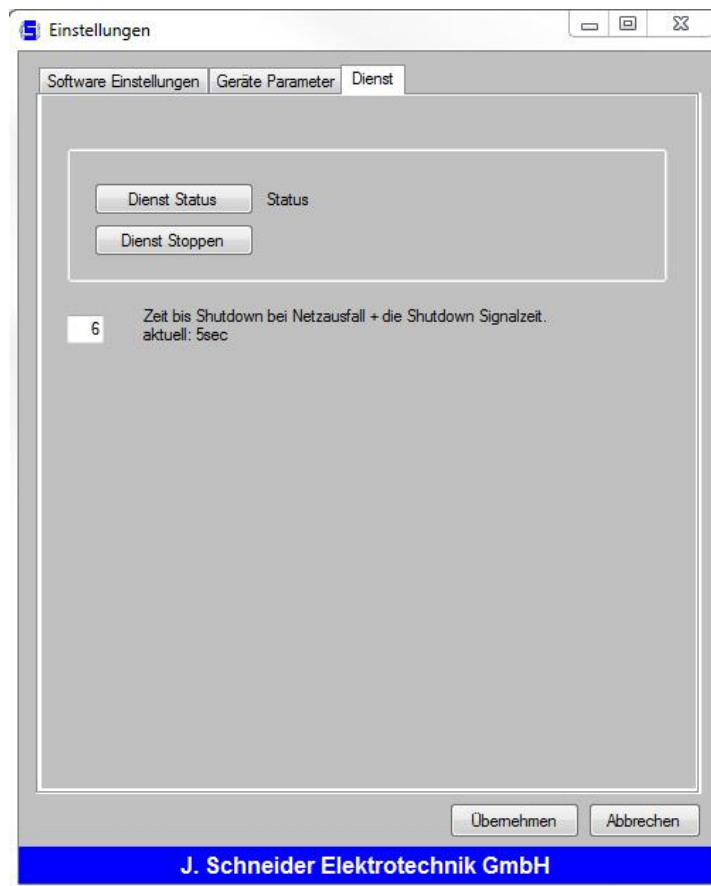 Einstellungen
Software Einstellungen
Geräte Parameter
Dienst
Dienst Status
Status
Dienst Stoppen
6
Zeit bis Shutdown bei Netzausfall + die Shutdown Signalzeit.
aktuell: 5sec
Übernehmen
Abbrechen
J. Schneider Elektrotechnik GmbH